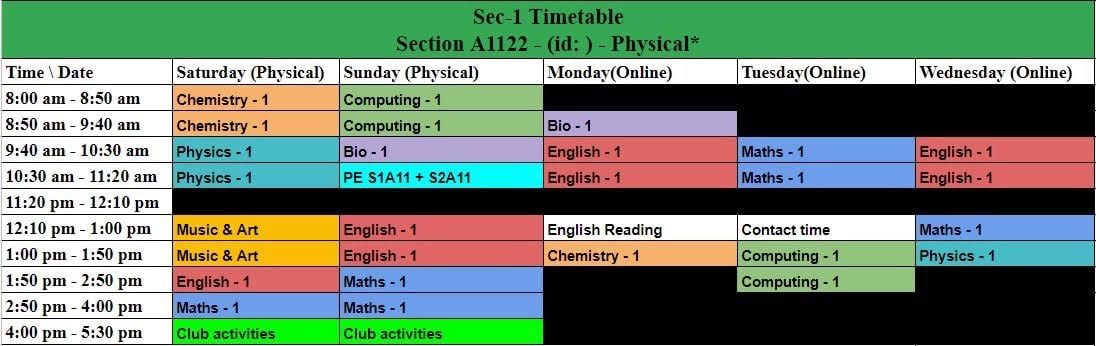 Sec-1 Timetable
Section A1122 - (id: ) - Physical*
Time \ Date Saturday (Physical) Sunday (Physical) Monday(Online) Tuesday(Online) Wednesday (Online)
8:00 am - 8:50 am Chemistry - 1 Computing - 1
8:50 am - 9:40 am Chemistry - 1 Computing - 1 Bio - 1
9:40 am - 10:30 am Physics - 1 Bio - 1 English - 1 Maths - 1 English - 1
10:30 am - 11:20 am Physics - 1 PE S1A11 + S2A11 English - 1 Maths - 1 English - 1
11:20 pm - 12:10 pm
12:10 pm - 1:00 pm Music & Art English - 1 English Reading Contact time Maths - 1
1:00 pm - 1:50 pm Music & Art English - 1 Chemistry - 1 Computing - 1 Physics - 1
1:50 pm - 2:50 pm English - 1 Maths - 1 Computing - 1
2:50 pm - 4:00 pm Maths - 1 Maths - 1
4:00 pm - 5:30 pm Club activities Club activities